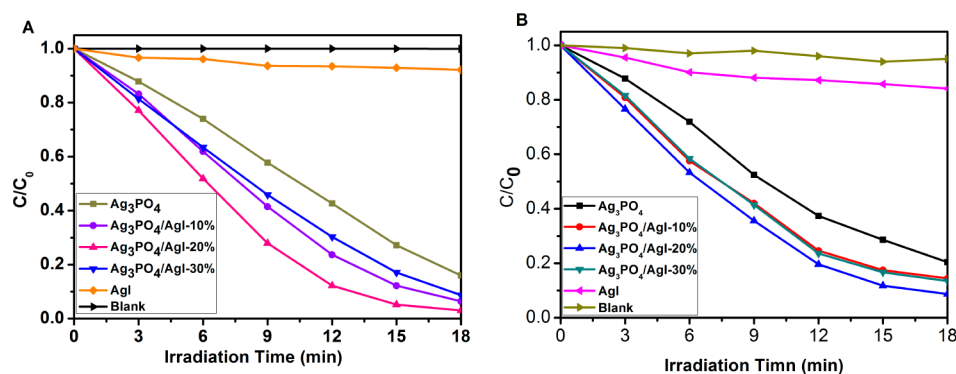 A
C/C0
1.0
0.8
0.6
0.4
0.2
0.0
Ag3PO4
Ag3PO4/AgI-10%
Ag3PO4/AgI-20%
Ag3PO4/AgI-30%
AgI
Blank
0 3 6 9 12 15 18
Irradiation Time (min)
B
C/C0
1.0
0.8
0.6
0.4
0.2
0.0
Ag3PO4
Ag3PO4/AgI-10%
Ag3PO4/AgI-20%
Ag3PO4/AgI-30%
AgI
Blank
0 3 6 9 12 15 18
Irradiation Timn (min)